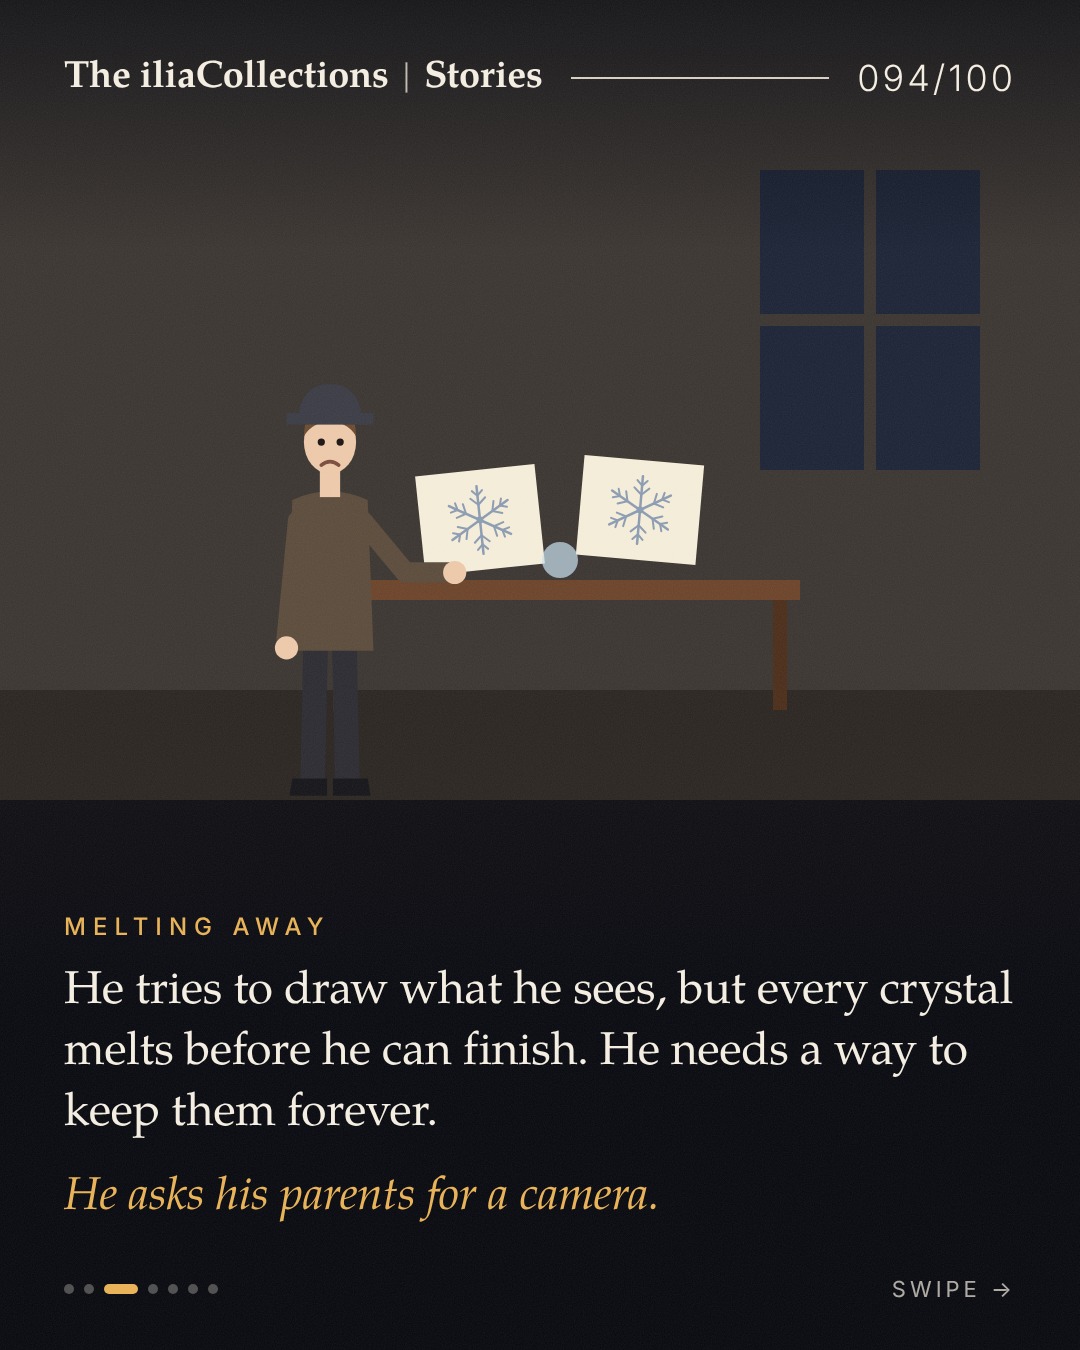 The iliaCollections | Stories 094/100
MELTING AWAY
He tries to draw what he sees, but every crystal
melts before he can finish. He needs a way to
keep them forever.
He asks his parents for a camera.
SWIPE →